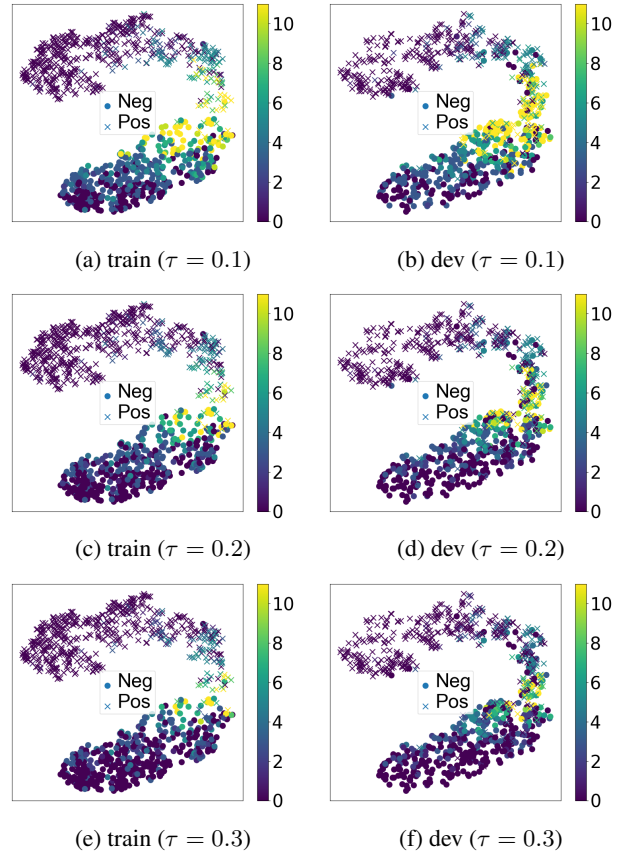 10
8
6
4
2
0
Neg
Pos
10
8
6
4
2
0
Neg
Pos
(a) train (τ = 0.1)
(b) dev (τ = 0.1)
10
8
6
4
2
0
Neg
Pos
10
8
6
4
2
0
Neg
Pos
(c) train (τ = 0.2)
(d) dev (τ = 0.2)
10
8
6
4
2
0
Neg
Pos
10
8
6
4
2
0
Neg
Pos
(e) train (τ = 0.3)
(f) dev (τ = 0.3)